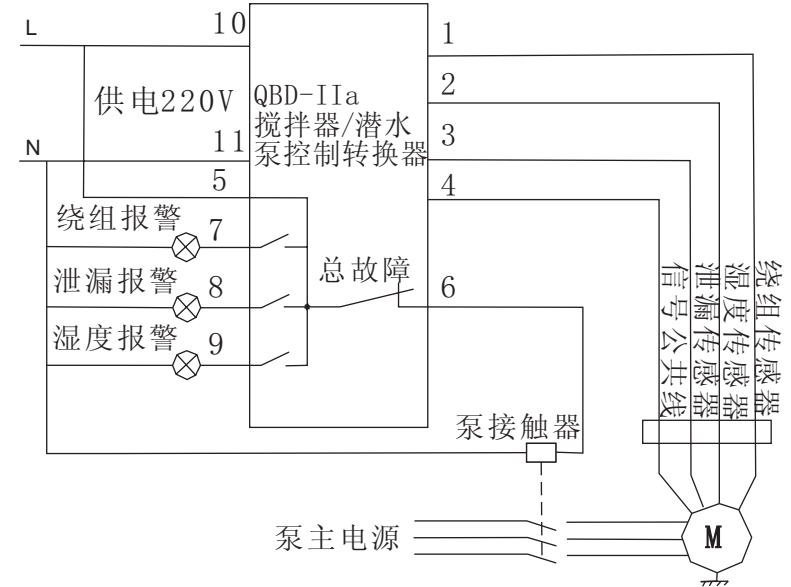 L
10
供电220V
N
11
5
QBD-IIa
搅拌器/潜水
泵控制转换器
1
2
3
4
绕组报警
7
泄漏报警
8
湿度报警
9
总故障
6
信号公共线
泄漏传感器
湿度传感器
绕组传感器
泵接触器
泵主电源
M